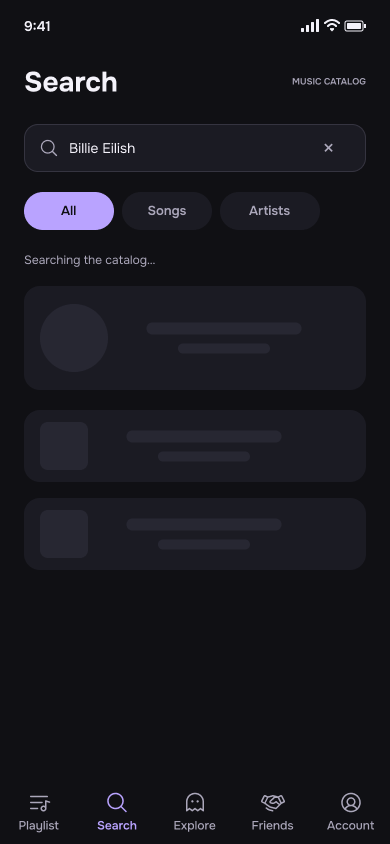 9:41
Search
MUSIC CATALOG
Billie Eilish
All
Songs
Artists
Searching the catalog...
Playlist
Search
Explore
Friends
Account